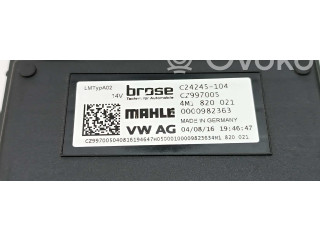 OVOKO
LMTypA02
14V
brose
Technik für Automobile
MAHLE
VW AG
C24245-104
CZ997005
4M1 820 021
0000982363
MADE IN GERMANY
04/08/16 19:46:47